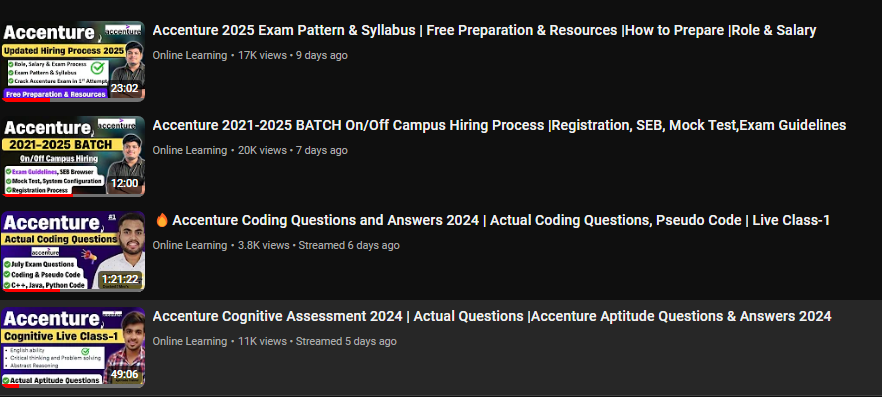 Accenture
accenture
Updated Hiring Process 2025
Role, Salary & Exam Process
Exam Pattern & Syllabus
Crack Accenture Exam in 1st Attempt
Free Preparation & Resources
23:02
Accenture 2025 Exam Pattern & Syllabus | Free Preparation & Resources |How to Prepare |Role & Salary
Online Learning • 17K views • 9 days ago
Accenture
accenture
2021-2025 BATCH
On/Off Campus Hiring
Exam Guidelines, SEB Browser
Mock Test, System Configuration
Registration Process
12:00
Accenture 2021-2025 BATCH On/Off Campus Hiring Process |Registration, SEB, Mock Test,Exam Guidelines
Online Learning • 20K views • 7 days ago
Accenture
#1
Actual Coding Questions
accenture
July Exam Questions
Coding & Pseudo Code
C++, Java, Python Code
1:21:22
🔥 Accenture Coding Questions and Answers 2024 | Actual Coding Questions, Pseudo Code | Live Class-1
Online Learning • 3.8K views • Streamed 6 days ago
Accenture
Cognitive Live Class-1
• English ability
• Critical thinking and Problem solving
• Abstract Reasoning
Actual Aptitude Questions
49:06
Accenture Cognitive Assessment 2024 | Actual Questions |Accenture Aptitude Questions & Answers 2024
Online Learning • 11K views • Streamed 5 days ago